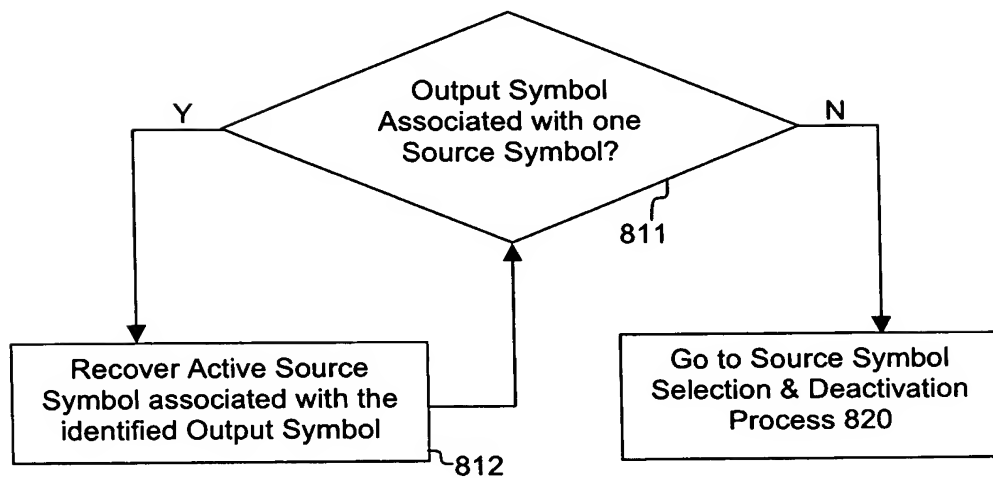 Output Symbol
Associated with one
Source Symbol?
Y
N
811
Recover Active Source
Symbol associated with the
identified Output Symbol
812
Go to Source Symbol
Selection & Deactivation
Process 820